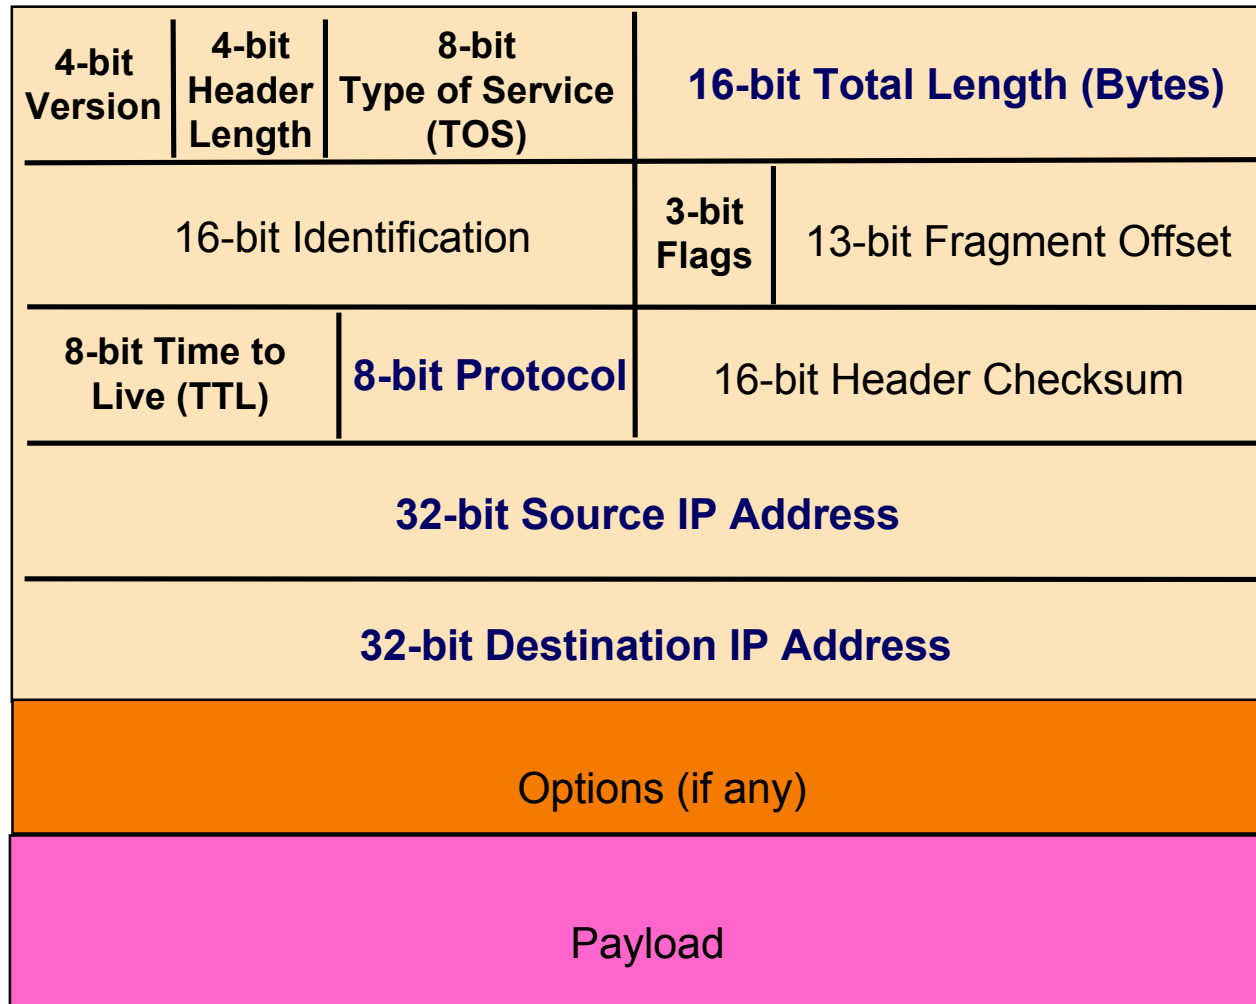 4-bit
Version
4-bit
Header
Length
8-bit
Type of Service
(TOS)
16-bit Total Length (Bytes)
16-bit Identification
3-bit
Flags
13-bit Fragment Offset
8-bit Time to
Live (TTL)
8-bit Protocol
16-bit Header Checksum
32-bit Source IP Address
32-bit Destination IP Address
Options (if any)
Payload